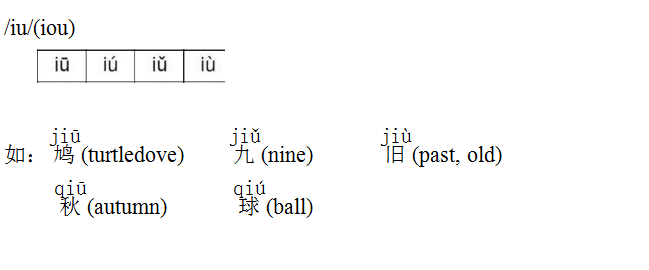 /iu/(iou)
iū iú iǔ iù
jiū jiǔ jiù
如： 鸠 (turtledove) 九 (nine) 旧 (past, old)
qiū qiú
秋 (autumn) 球 (ball)